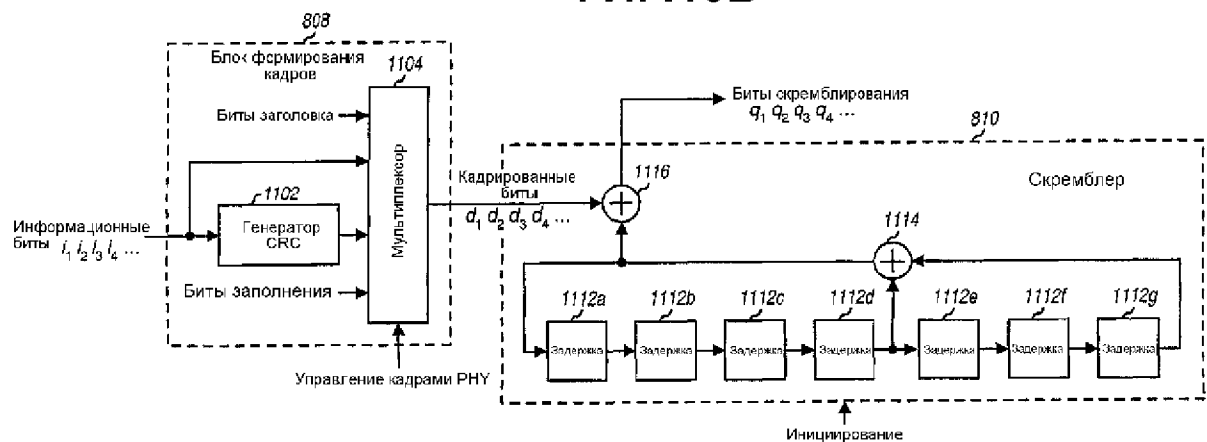 808
Блок формирования
кадров
1104
Биты заголовка
Мультиплексор
1102
Генератор
CRC
Информационные
биты i1 i2 i3 i4 ...
Биты заполнения
Управление кадрами PHY
Кадрированные
биты
d1 d2 d3 d4 ...
1116
Биты скремблирования
q1 q2 q3 q4 ...
810
Скремблер
1114
1112a 1112b 1112c 1112d 1112e 1112f 1112g
Задержка Задержка Задержка Задержка Задержка Задержка Задержка
Инициирование